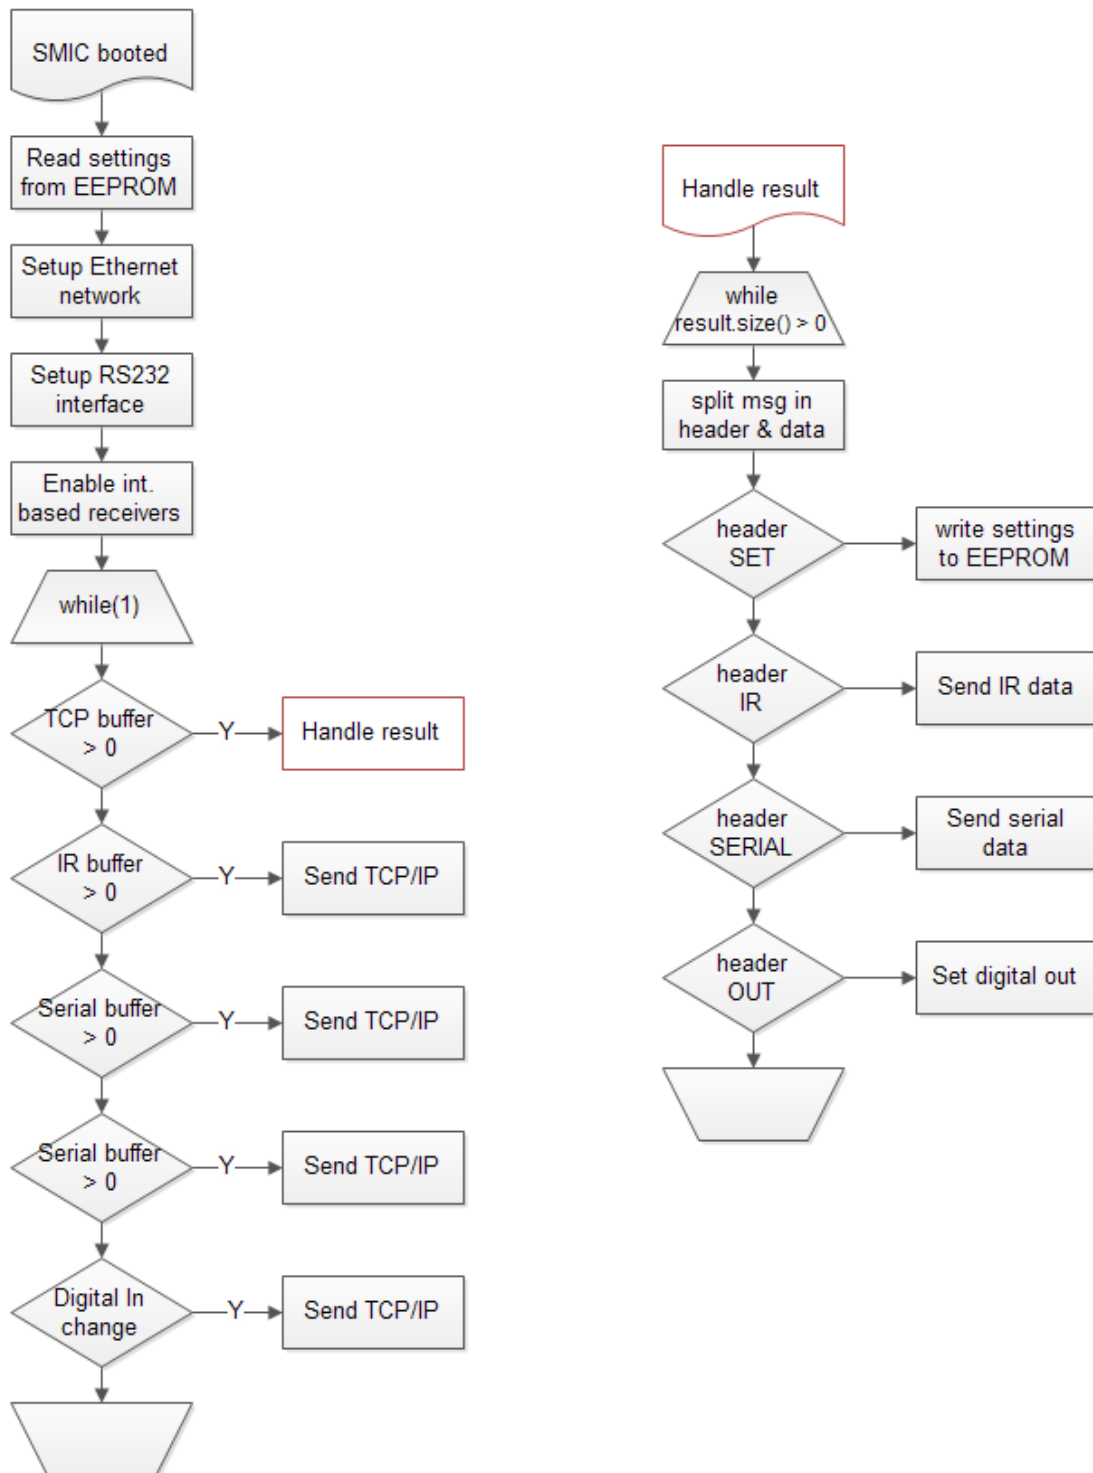 SMIC booted
Read settings
from EEPROM
Setup Ethernet
network
Setup RS232
interface
Enable int.
based receivers
while(1)
TCP buffer
> 0
Y
Handle result
IR buffer
> 0
Y
Send TCP/IP
Serial buffer
> 0
Y
Send TCP/IP
Serial buffer
> 0
Y
Send TCP/IP
Digital In
change
Y
Send TCP/IP
Handle result
while
result.size() > 0
split msg in
header & data
header
SET
write settings
to EEPROM
header
IR
Send IR data
header
SERIAL
Send serial
data
header
OUT
Set digital out